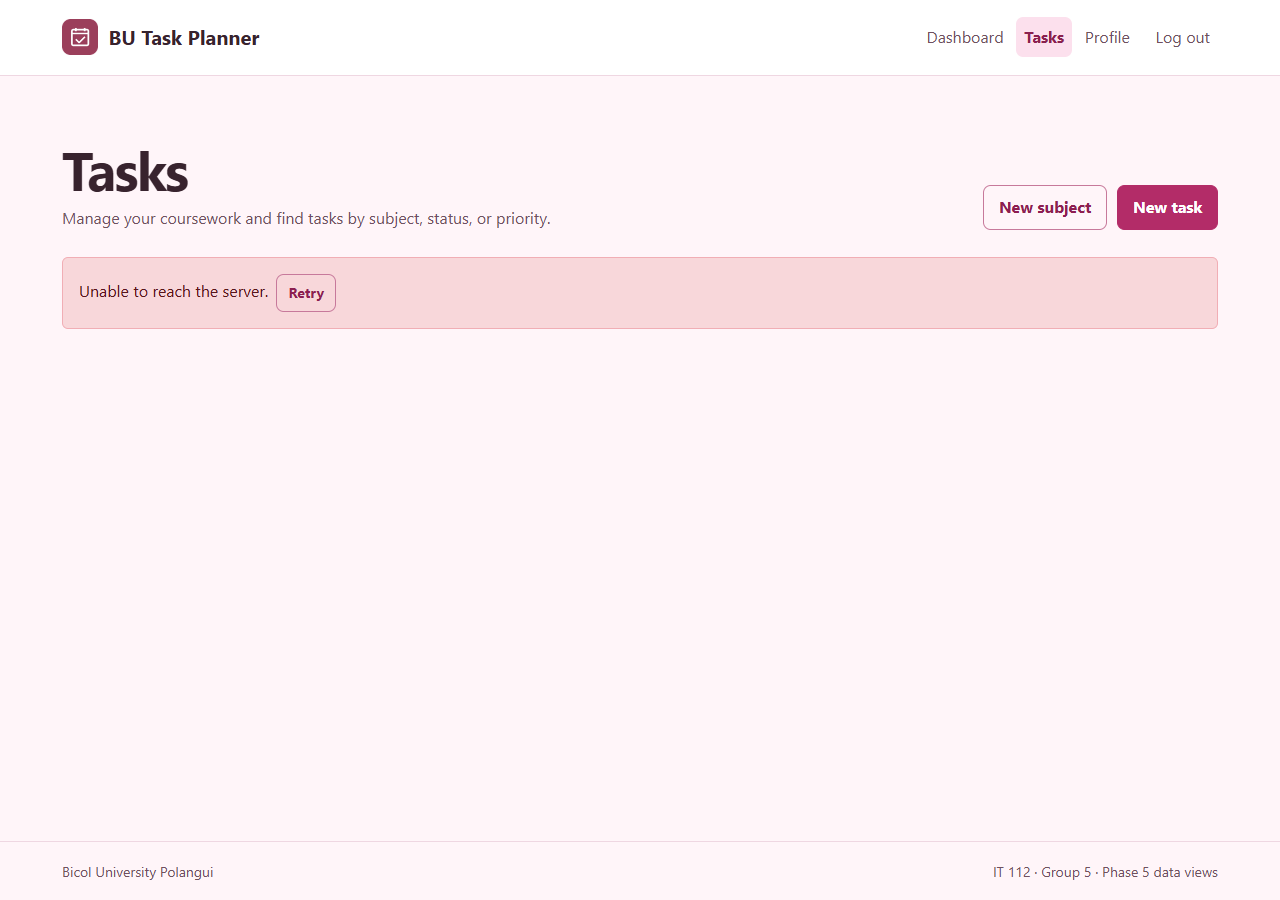 BU Task Planner
Dashboard Tasks Profile Log out
Tasks
Manage your coursework and find tasks by subject, status, or priority.
New subject New task
Unable to reach the server. Retry
Bicol University Polangui
IT 112 · Group 5 · Phase 5 data views